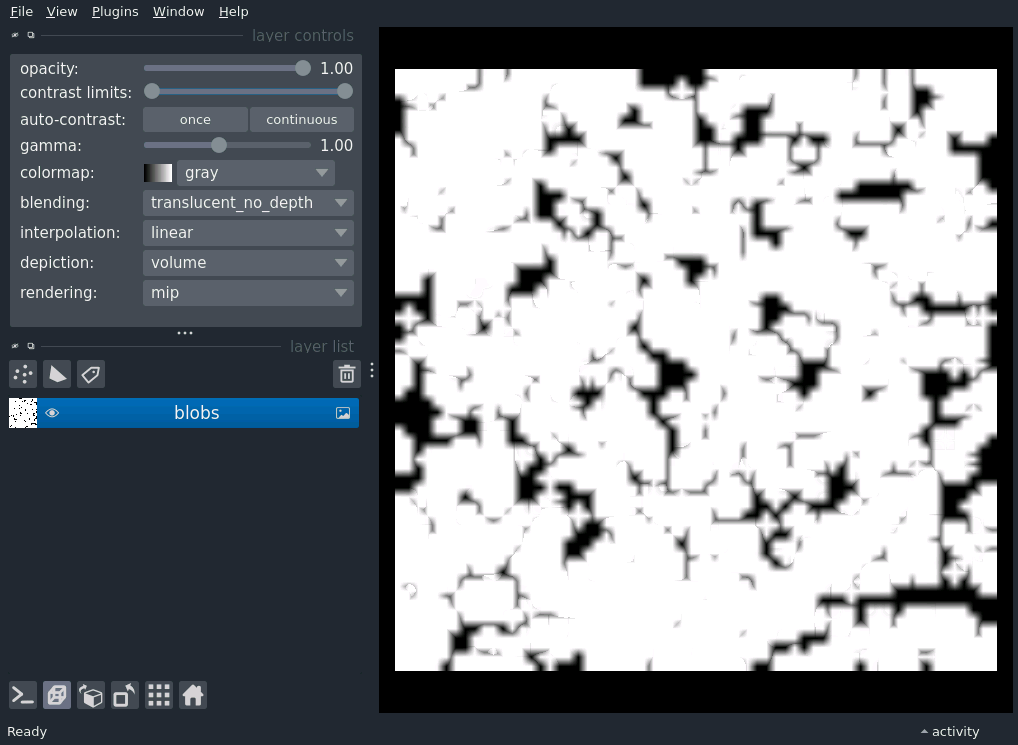 File View Plugins Window Help
layer controls
opacity: 1.00
contrast limits:
auto-contrast: once continuous
gamma: 1.00
colormap: gray
blending: translucent_no_depth
interpolation: linear
depiction: volume
rendering: mip
layer list
blobs
Ready activity